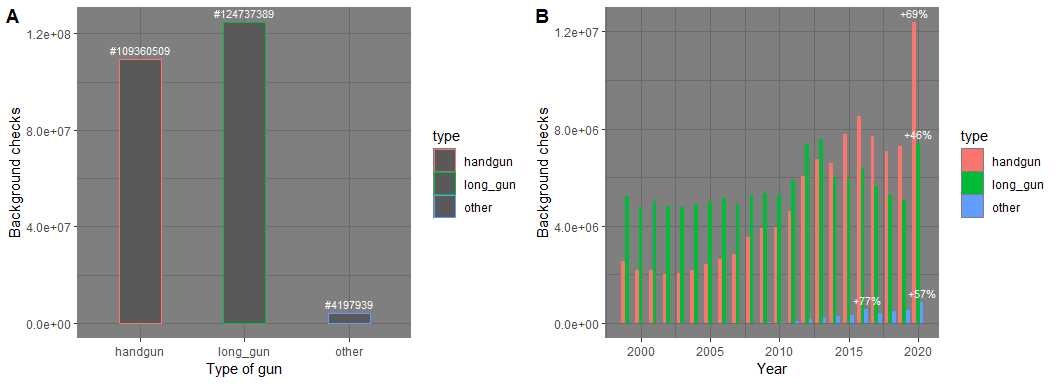 A
#124737389
#109360509
#4197939
1.2e+08
8.0e+07
4.0e+07
0.0e+00
Background checks
handgun
long_gun
other
Type of gun
type
handgun
long_gun
other
B
+69%
+46%
+77%
+57%
1.2e+07
8.0e+06
4.0e+06
0.0e+00
Background checks
2000
2005
2010
2015
2020
Year
type
handgun
long_gun
other